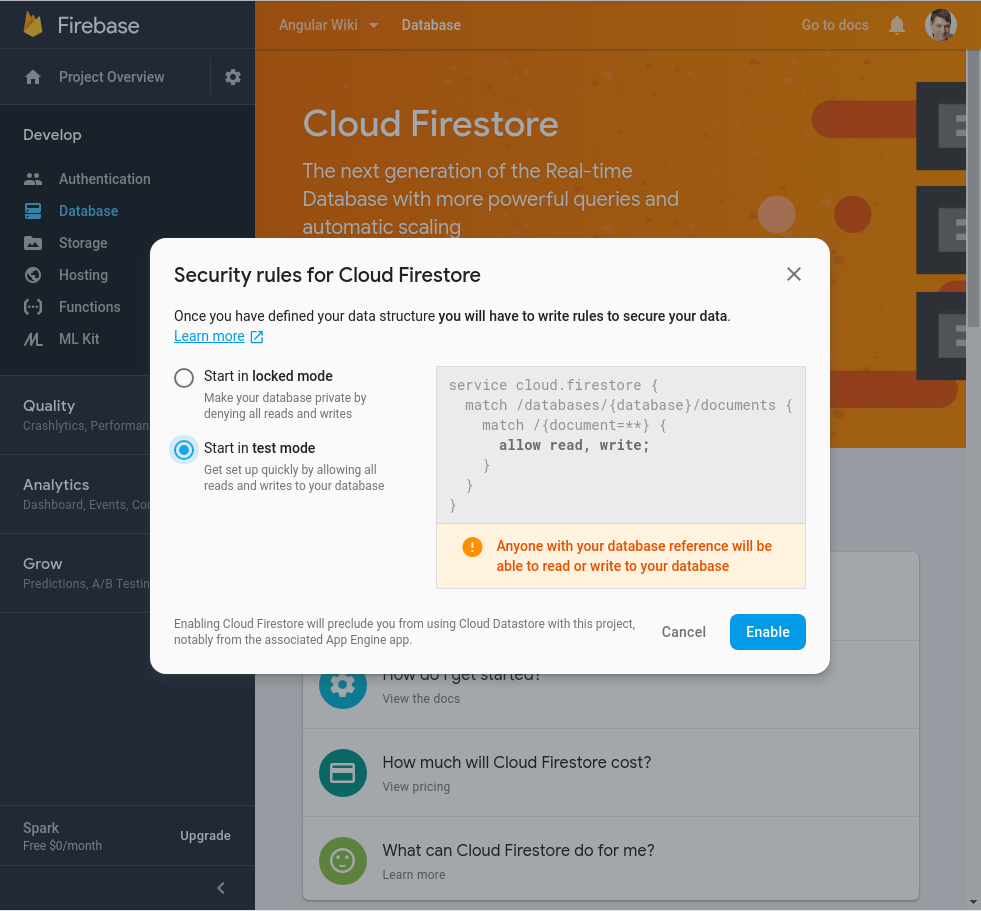 Firebase
Angular Wiki
Database
Go to docs
Project Overview
Develop
Authentication
Database
Storage
Hosting
Functions
ML Kit
Quality
Crashlytics, Performan
Analytics
Dashboard, Events, Con
Grow
Predictions, A/B Testin
Spark
Free $0/month
Upgrade
Cloud Firestore
The next generation of the Real-time
Database with more powerful queries and
automatic scaling
Security rules for Cloud Firestore
Once you have defined your data structure you will have to write rules to secure your data.
Learn more
Start in locked mode
Make your database private by
denying all reads and writes
Start in test mode
Get set up quickly by allowing all
reads and writes to your database
service cloud.firestore {
  match /databases/{database}/documents {
    match /{document=**} {
      allow read, write;
    }
  }
}
Anyone with your database reference will be
able to read or write to your database
Enabling Cloud Firestore will preclude you from using Cloud Datastore with this project,
notably from the associated App Engine app.
Cancel
Enable
How do I get started?
View the docs
How much will Cloud Firestore cost?
View pricing
What can Cloud Firestore do for me?
Learn more